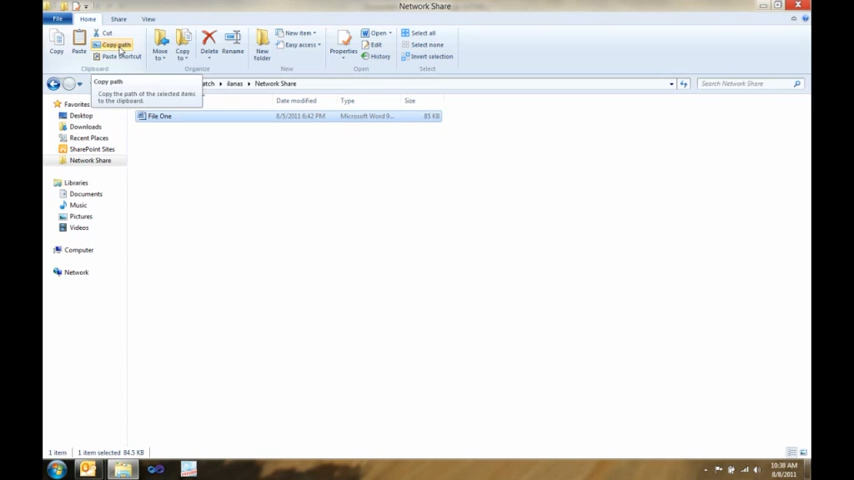 Network Share
File Home Share View
Copy
Paste
Cut
Copy path
Paste shortcut
Clipboard
Move to
Copy to
Delete
Rename
Organize
New folder
New item
Easy access
New
Properties
Open
Edit
History
Open
Select all
Select none
Invert selection
Select
ilanas Network Share
Search Network Share
Copy path
Copy the path of the selected items
to the clipboard.
Date modified Type Size
File One 8/5/2011 6:42 PM Microsoft Word 9... 85 KB
Favorites
Desktop
Downloads
Recent Places
SharePoint Sites
Network Share
Libraries
Documents
Music
Pictures
Videos
Computer
Network
1 item 1 item selected 84.5 KB
10:38 AM
8/8/2011